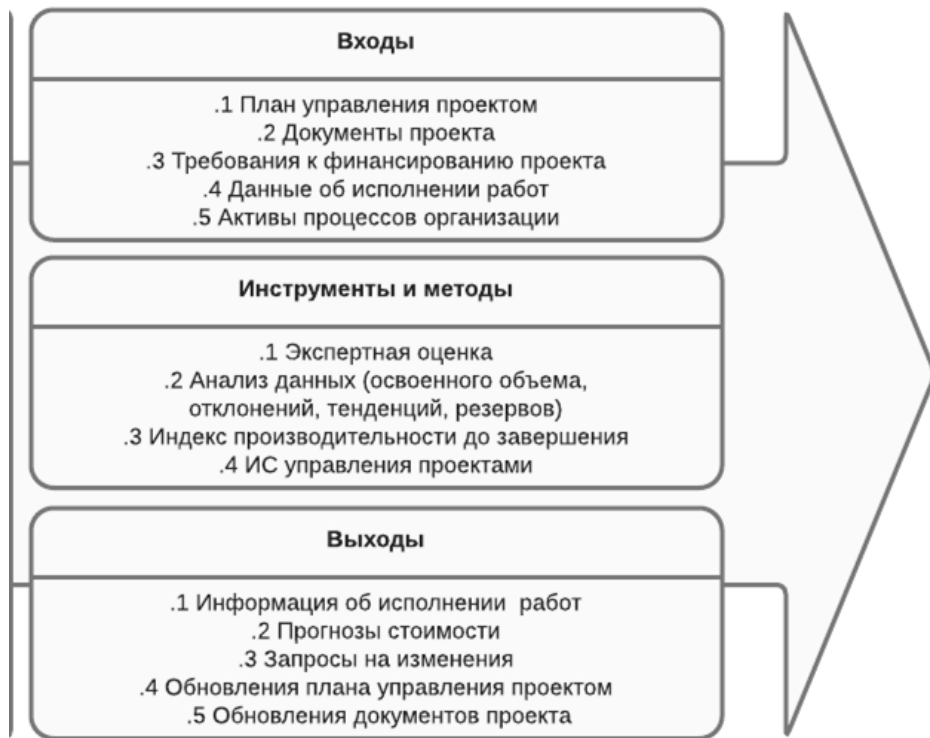 Входы
.1 План управления проектом
.2 Документы проекта
.3 Требования к финансированию проекта
.4 Данные об исполнении работ
.5 Активы процессов организации
Инструменты и методы
.1 Экспертная оценка
.2 Анализ данных (освоенного объема,
отклонений, тенденций, резервов)
.3 Индекс производительности до завершения
.4 ИС управления проектами
Выходы
.1 Информация об исполнении  работ
.2 Прогнозы стоимости
.3 Запросы на изменения
.4 Обновления плана управления проектом
.5 Обновления документов проекта